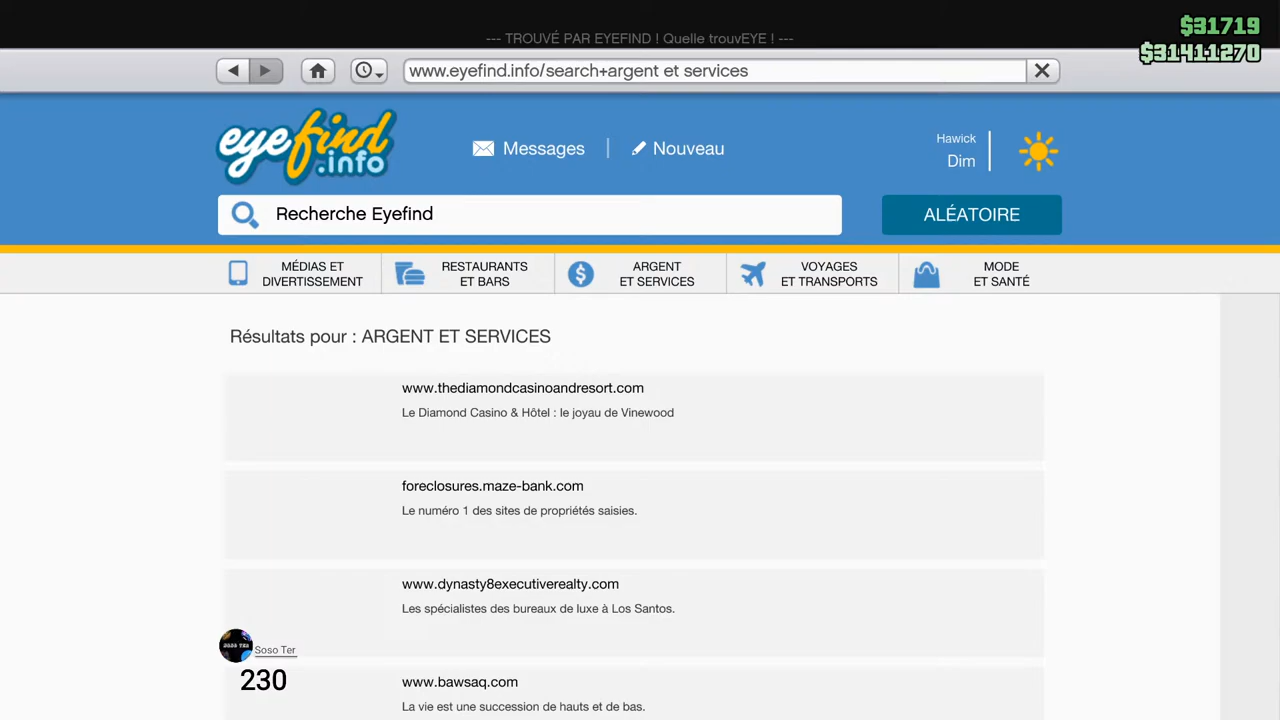 $31719
--- TROUVÉ PAR EYEFIND ! Quelle trouvEYE ! ---
$31411270
www.eyefind.info/search+argent et services
eyefind
.info
Messages
Nouveau
Hawick
Dim
Recherche Eyefind
ALÉATOIRE
MÉDIAS ET
DIVERTISSEMENT
RESTAURANTS
ET BARS
ARGENT
ET SERVICES
VOYAGES
ET TRANSPORTS
MODE
ET SANTÉ
Résultats pour : ARGENT ET SERVICES
www.thediamondcasinoandresort.com
Le Diamond Casino & Hôtel : le joyau de Vinewood
foreclosures.maze-bank.com
Le numéro 1 des sites de propriétés saisies.
www.dynasty8executiverealty.com
Les spécialistes des bureaux de luxe à Los Santos.
SOSO TER
Soso Ter
230
www.bawsaq.com
La vie est une succession de hauts et de bas.